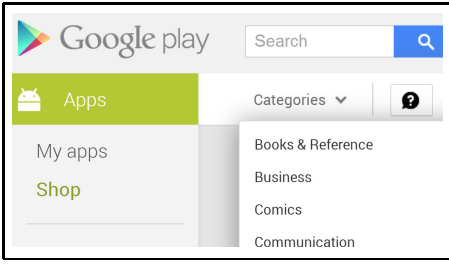 Google play
Search
Apps
Categories
My apps
Shop
Books & Reference
Business
Comics
Communication